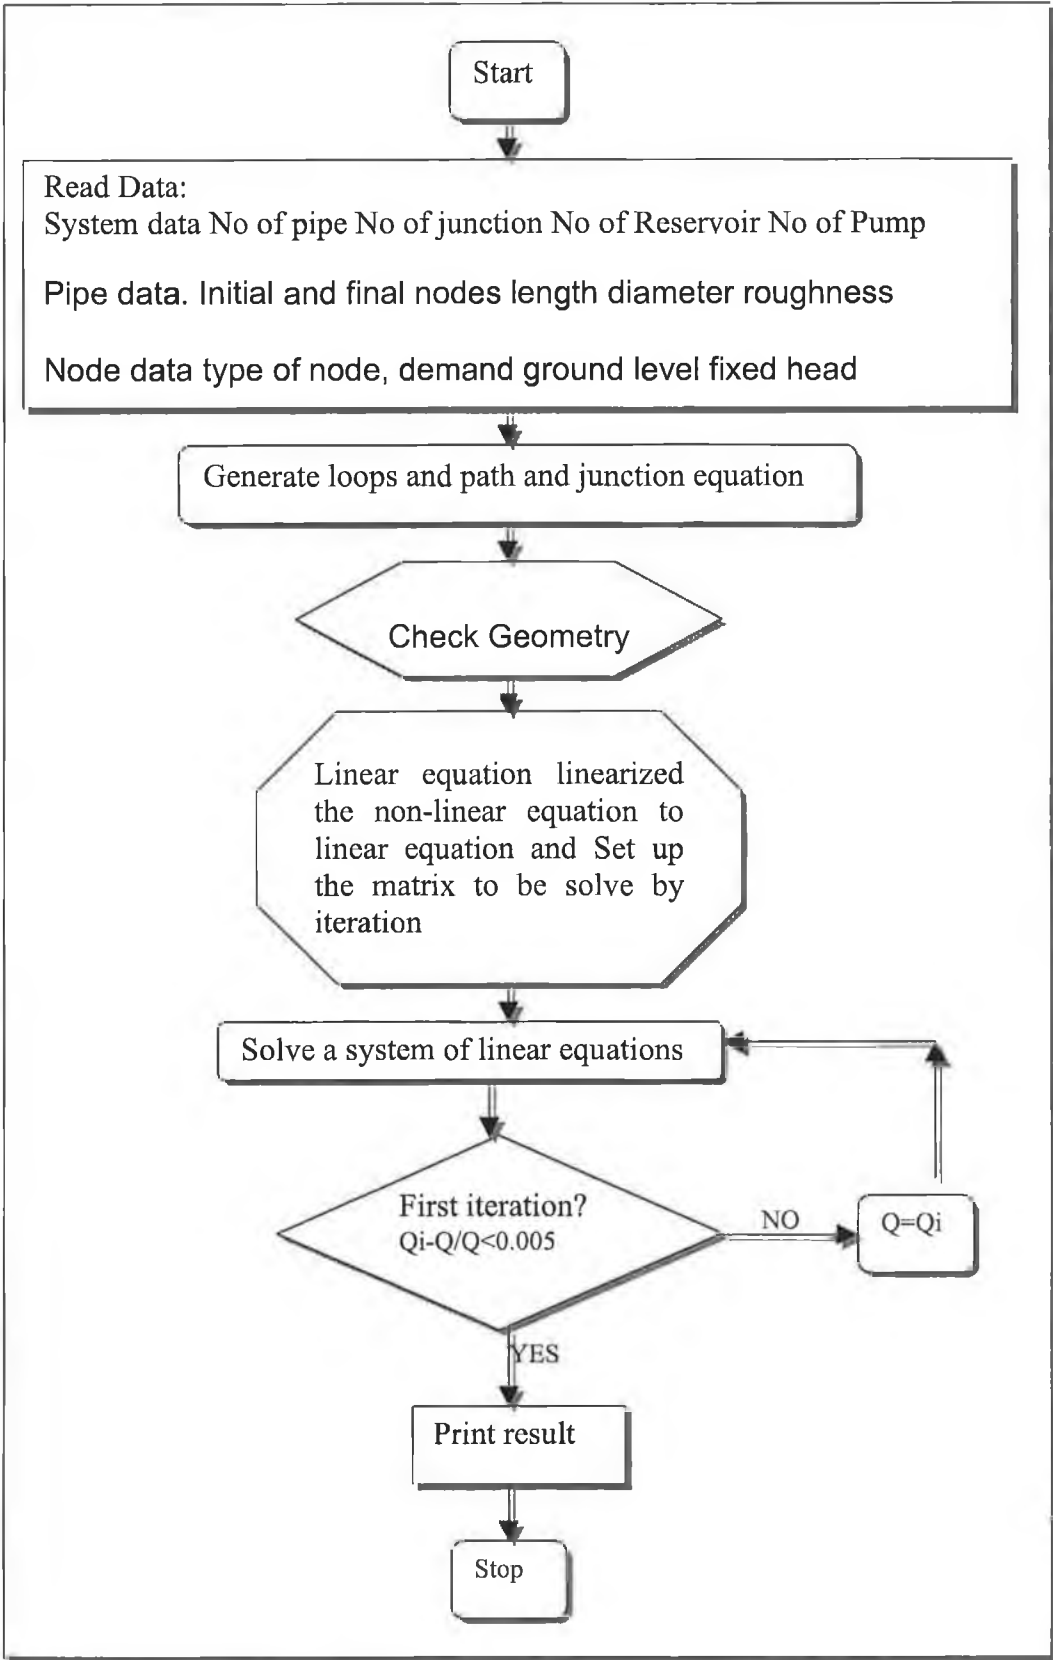 Start
Read Data:
System data No of pipe No of junction No of Reservoir No of Pump
Pipe data. Initial and final nodes length diameter roughness
Node data type of node, demand ground level fixed head
Generate loops and path and junction equation
Check Geometry
Linear equation linearized
the non-linear equation to
linear equation and Set up
the matrix to be solve by
iteration
Solve a system of linear equations
First iteration?
Qi-Q/Q<0.005
NO
Q=Qi
YES
Print result
Stop